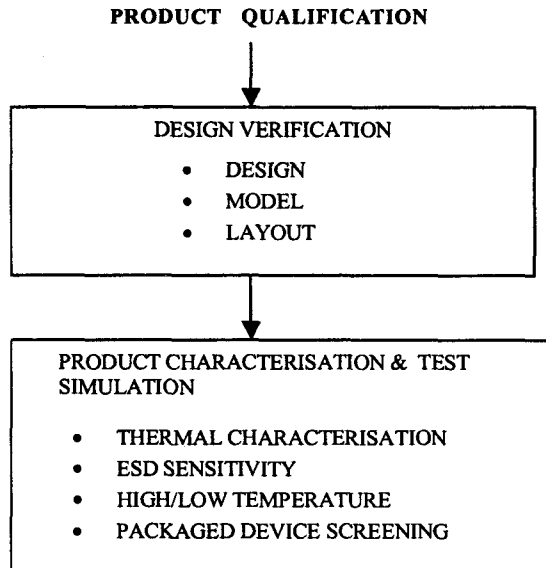 PRODUCT QUALIFICATION
DESIGN VERIFICATION
• DESIGN
• MODEL
• LAYOUT
PRODUCT CHARACTERISATION & TEST
SIMULATION
• THERMAL CHARACTERISATION
• ESD SENSITIVITY
• HIGH/LOW TEMPERATURE
• PACKAGED DEVICE SCREENING